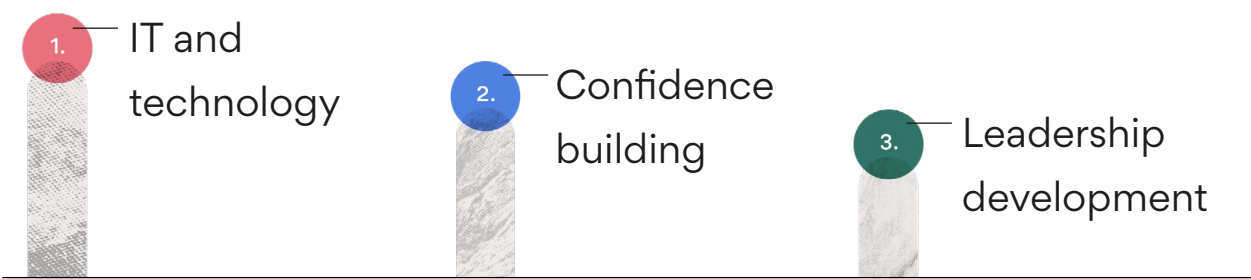 1.
IT and
technology
2.
Confidence
building
3.
Leadership
development